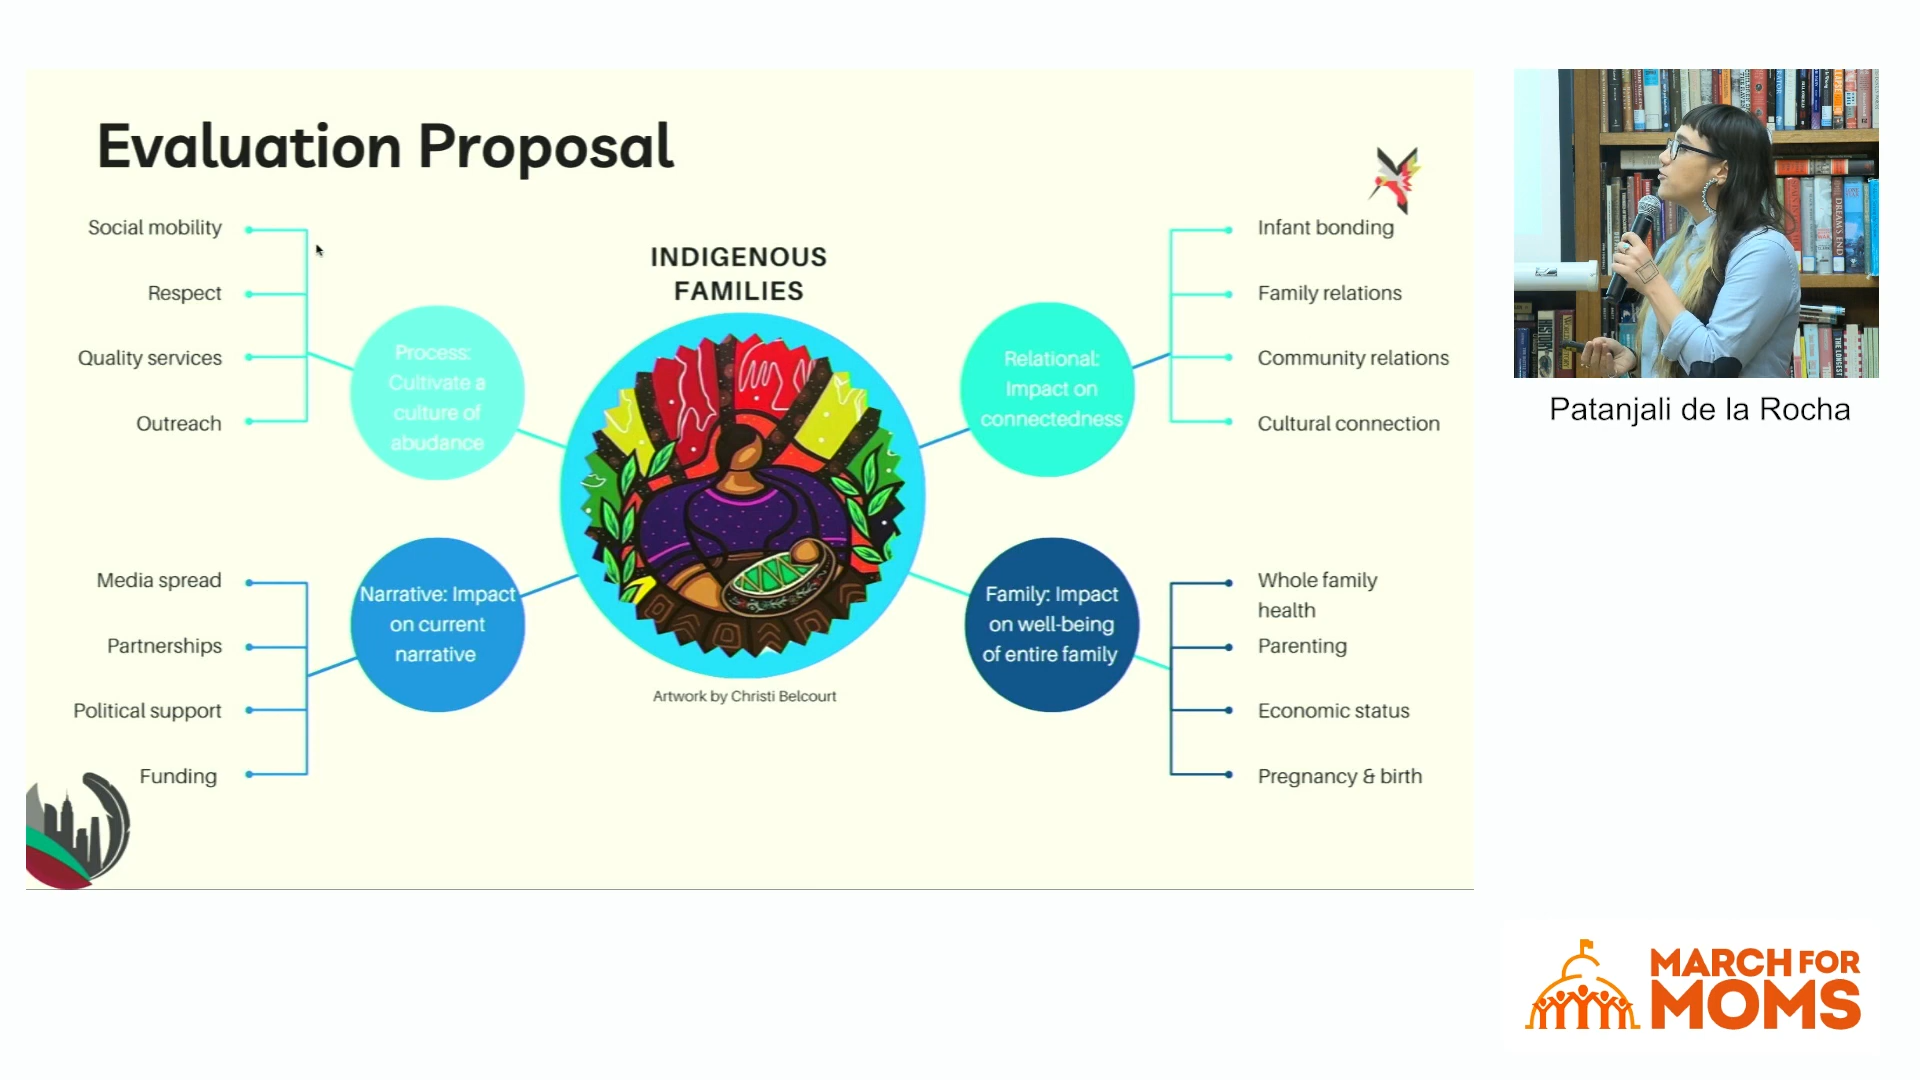 Evaluation Proposal
Social mobility
Respect
Quality services
Outreach
Process:
Cultivate a
culture of
abudance
INDIGENOUS
FAMILIES
Relational:
Impact on
connectedness
Infant bonding
Family relations
Community relations
Cultural connection
Media spread
Partnerships
Political support
Funding
Narrative: Impact
on current
narrative
Artwork by Christi Belcourt
Family: Impact
on well-being
of entire family
Whole family
health
Parenting
Economic status
Pregnancy & birth
Patanjali de la Rocha
MARCH FOR
MOMS